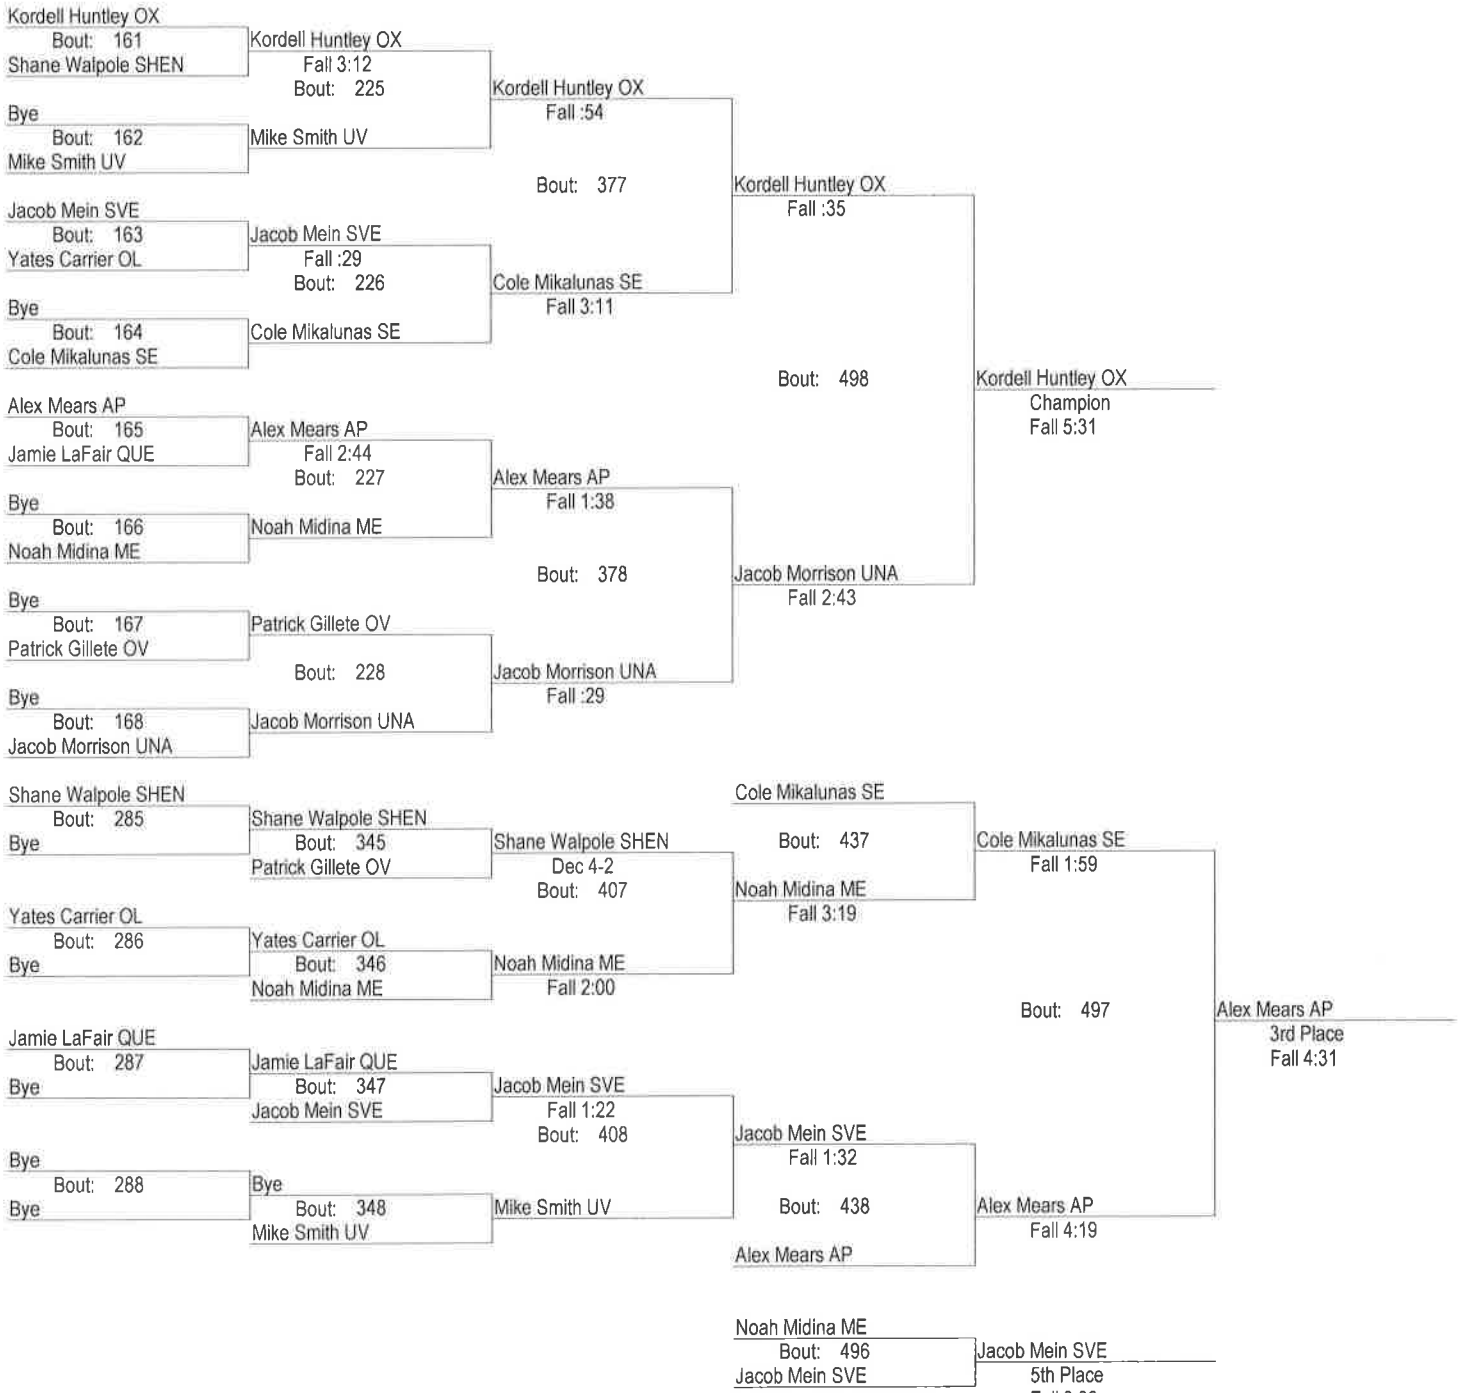 Kordell Huntley OX
Bout: 161
Shane Walpole SHEN
Bye
Bout: 162
Mike Smith UV
Jacob Mein SVE
Bout: 163
Yates Carrier OL
Bye
Bout: 164
Cole Mikalunas SE
Alex Mears AP
Bout: 165
Jamie LaFair QUE
Bye
Bout: 166
Noah Midina ME
Bye
Bout: 167
Patrick Gillete OV
Bye
Bout: 168
Jacob Morrison UNA
Kordell Huntley OX
Fall 3:12
Bout: 225
Mike Smith UV
Jacob Mein SVE
Fall :29
Bout: 226
Cole Mikalunas SE
Alex Mears AP
Fall 2:44
Bout: 227
Noah Midina ME
Patrick Gillete OV
Bout: 228
Jacob Morrison UNA
Kordell Huntley OX
Fall :54
Bout: 377
Cole Mikalunas SE
Fall 3:11
Alex Mears AP
Fall 1:38
Bout: 378
Jacob Morrison UNA
Fall :29
Kordell Huntley OX
Fall :35
Bout: 498
Jacob Morrison UNA
Fall 2:43
Kordell Huntley OX
Champion
Fall 5:31
Shane Walpole SHEN
Bout: 285
Bye
Yates Carrier OL
Bout: 286
Bye
Jamie LaFair QUE
Bout: 287
Bye
Bye
Bout: 288
Bye
Shane Walpole SHEN
Bout: 345
Patrick Gillete OV
Yates Carrier OL
Bout: 346
Noah Midina ME
Jamie LaFair QUE
Bout: 347
Jacob Mein SVE
Bye
Bout: 348
Mike Smith UV
Shane Walpole SHEN
Dec 4-2
Bout: 407
Noah Midina ME
Fall 2:00
Jacob Mein SVE
Fall 1:22
Bout: 408
Mike Smith UV
Cole Mikalunas SE
Bout: 437
Noah Midina ME
Fall 3:19
Jacob Mein SVE
Fall 1:32
Bout: 438
Alex Mears AP
Cole Mikalunas SE
Fall 1:59
Bout: 497
Alex Mears AP
Fall 4:19
Alex Mears AP
3rd Place
Fall 4:31
Noah Midina ME
Bout: 496
Jacob Mein SVE
Jacob Mein SVE
5th Place